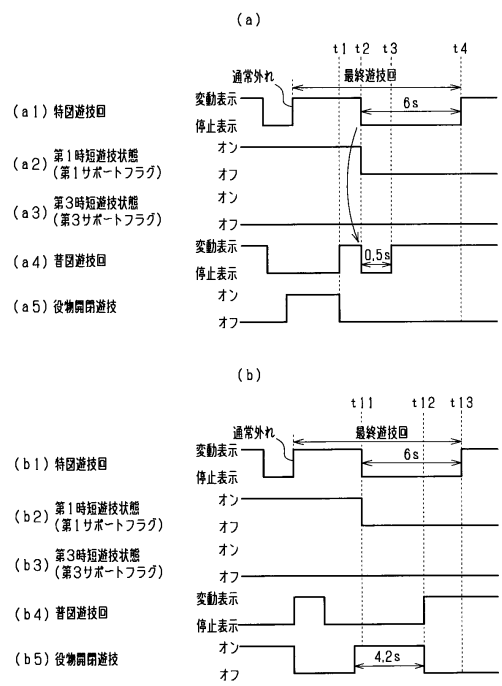 (a)
t1 t2 t3 t4
通常外れ 最終遊技回
(a1) 特図遊技回 変動表示 6s
停止表示
(a2) 第1時短遊技状態 オン
(第1サポートフラグ) オフ
(a3) 第3時短遊技状態 オン
(第3サポートフラグ) オフ
(a4) 普図遊技回 変動表示 0,5s
停止表示
(a5) 役物開閉遊技 オン
オフ
(b)
t11 t12 t13
通常外れ 最終遊技回
(b1) 特図遊技回 変動表示 6s
停止表示
(b2) 第1時短遊技状態 オン
(第1サポートフラグ) オフ
(b3) 第3時短遊技状態 オン
(第3サポートフラグ) オフ
(b4) 普図遊技回 変動表示
停止表示
(b5) 役物開閉遊技 オン 4,2s
オフ